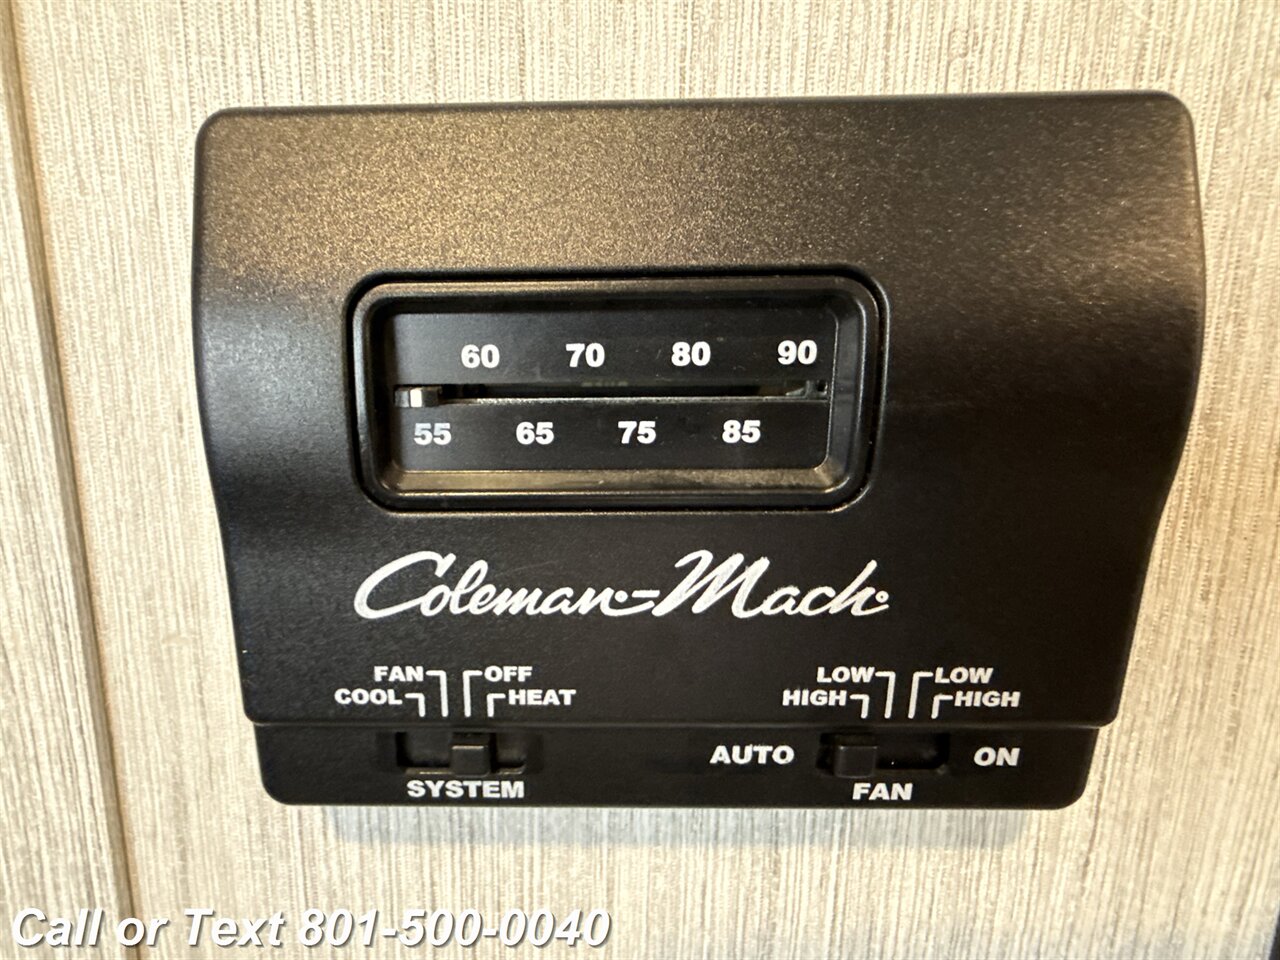 60 70 80 90
55 65 75 85
Coleman-Mach
FAN OFF
COOL HEAT
LOW LOW
HIGH HIGH
AUTO ON
SYSTEM FAN
Call or Text 801-500-0040